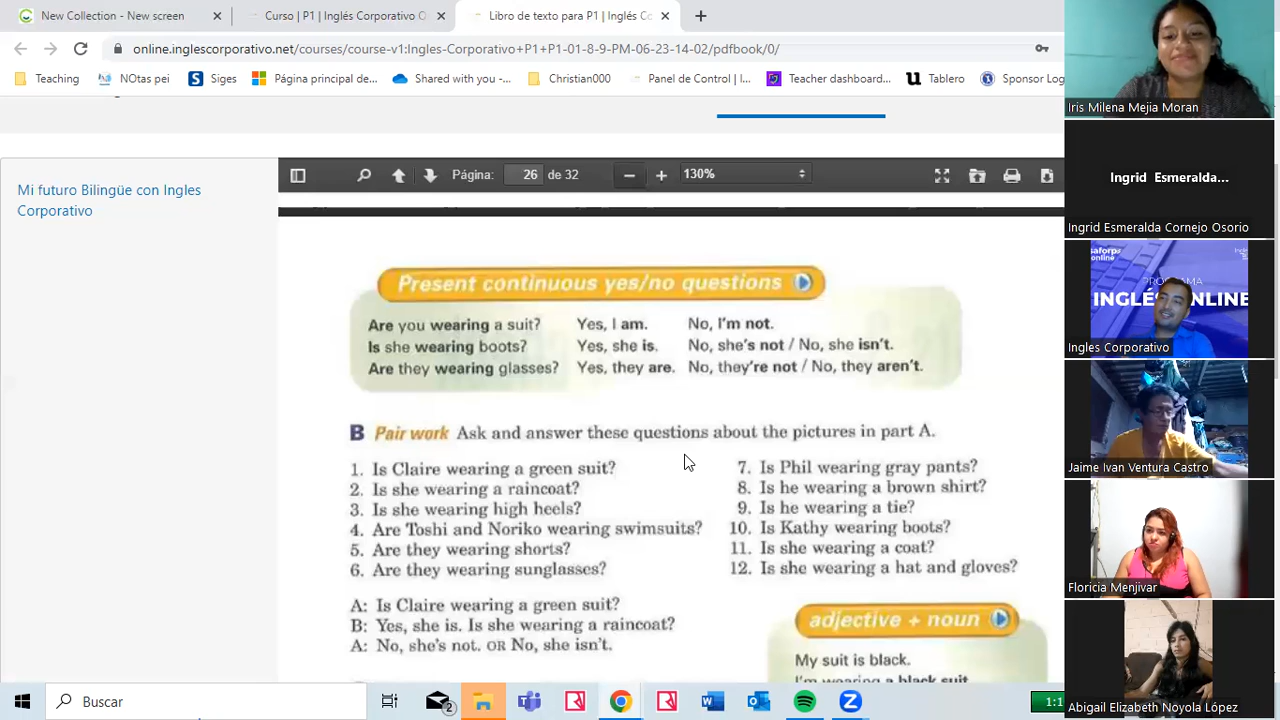 New Collection - New screen
Curso | P1 | Inglés Corporativo O
Libro de texto para P1 | Inglés Co
online.inglescorporativo.net/courses/course-v1:Ingles-Corporativo+P1+P1-01-8-9-PM-06-23-14-02/pdfbook/0/
Teaching
NOtas pei
Siges
Página principal de...
Shared with you -...
Christian000
Panel de Control | I...
Teacher dashboard...
Tablero
Sponsor Log
Mi futuro Bilingüe con Ingles
Corporativo
Página: 26 de 32
130%
Present continuous yes/no questions
Are you wearing a suit? Yes, I am. No, I'm not.
Is she wearing boots? Yes, she is. No, she's not / No, she isn't.
Are they wearing glasses? Yes, they are. No, they're not / No, they aren't.
B Pair work Ask and answer these questions about the pictures in part A.
1. Is Claire wearing a green suit?
2. Is she wearing a raincoat?
3. Is she wearing high heels?
4. Are Toshi and Noriko wearing swimsuits?
5. Are they wearing shorts?
6. Are they wearing sunglasses?
7. Is Phil wearing gray pants?
8. Is he wearing a brown shirt?
9. Is he wearing a tie?
10. Is Kathy wearing boots?
11. Is she wearing a coat?
12. Is she wearing a hat and gloves?
A: Is Claire wearing a green suit?
B: Yes, she is. Is she wearing a raincoat?
A: No, she's not. OR No, she isn't.
adjective + noun
My suit is black.
I'm wearing a black suit.
Buscar
2
1:1
Iris Milena Mejia Moran
Ingrid Esmeralda...
Ingrid Esmeralda Cornejo Osorio
online
PROGRAMA
INGLÉS ONLINE
Ingles Corporativo
Jaime Ivan Ventura Castro
Floricia Menjivar
Abigail Elizabeth Noyola López